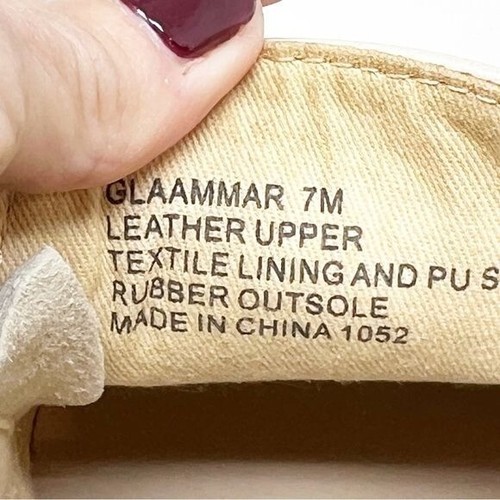 GLAAMMAR 7M
LEATHER UPPER
TEXTILE LINING AND PU S
RUBBER OUTSOLE
MADE IN CHINA 1052